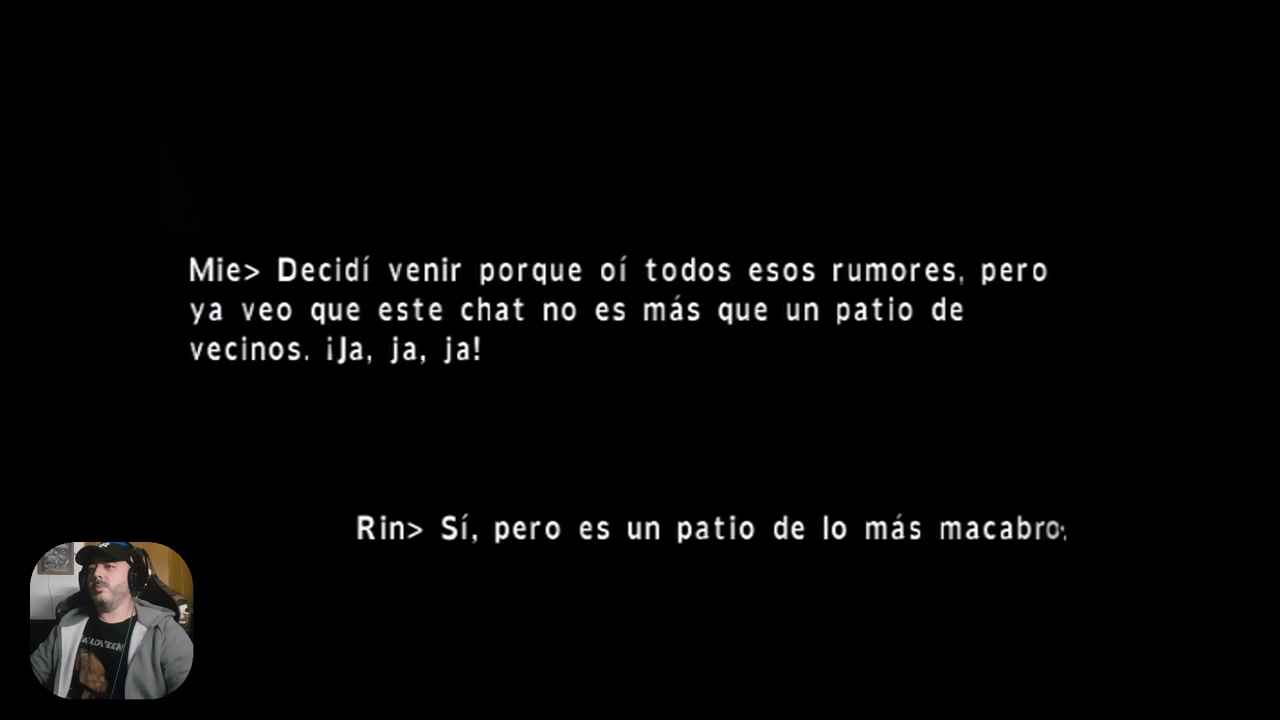 Mie> Decidí venir porque oí todos esos rumores, pero
ya veo que este chat no es más que un patio de
vecinos. ¡Ja, ja, ja!
Rin> Sí, pero es un patio de lo más macabro